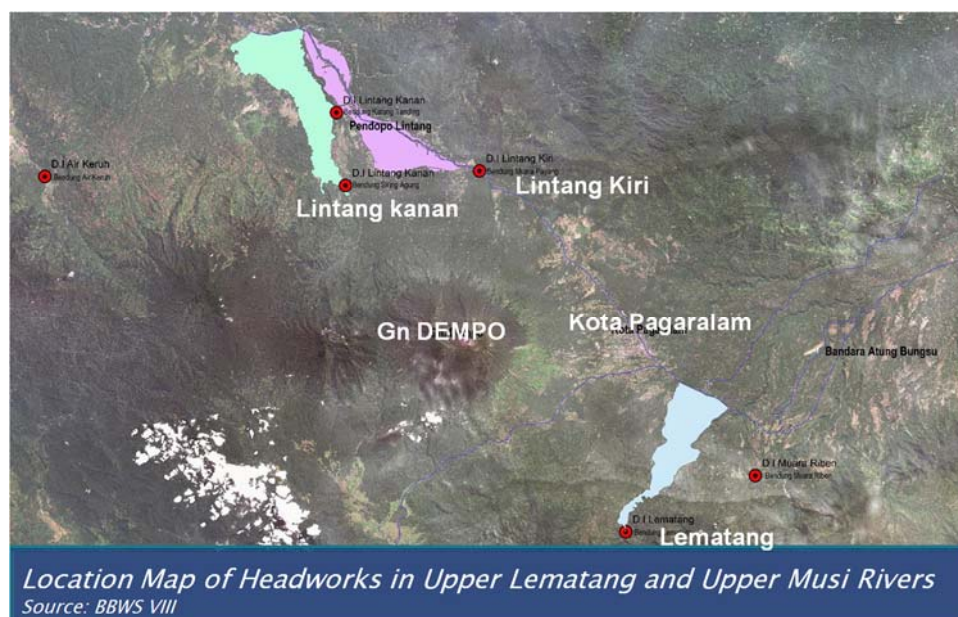 D.I Lintang Kanan
Pendopo Lintang
D.I Air Keruh
Bendung Air Keruh
D.I Lintang Kanan
Lintang kanan
D.I Lintang Kiri
Lintang Kiri
Gn DEMPO
Kota Pagaralam
Kota Pagaralam
Bandara Atung Bungsu
D.I Muara Riben
Bendung Muara Riben
D.I Lematang
Lematang
Location Map of Headworks in Upper Lematang and Upper Musi Rivers
Source: BBWS VIII